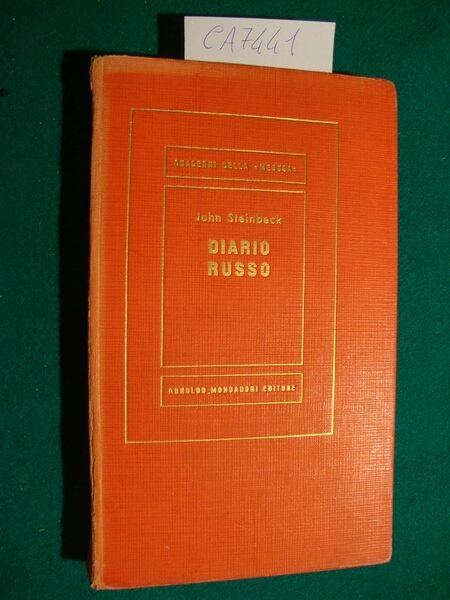 CA7441
QUADERNI DELLA «MEDUSA»
John Steinbeck
DIARIO
RUSSO
ARNOLDO MONDADORI EDITORE